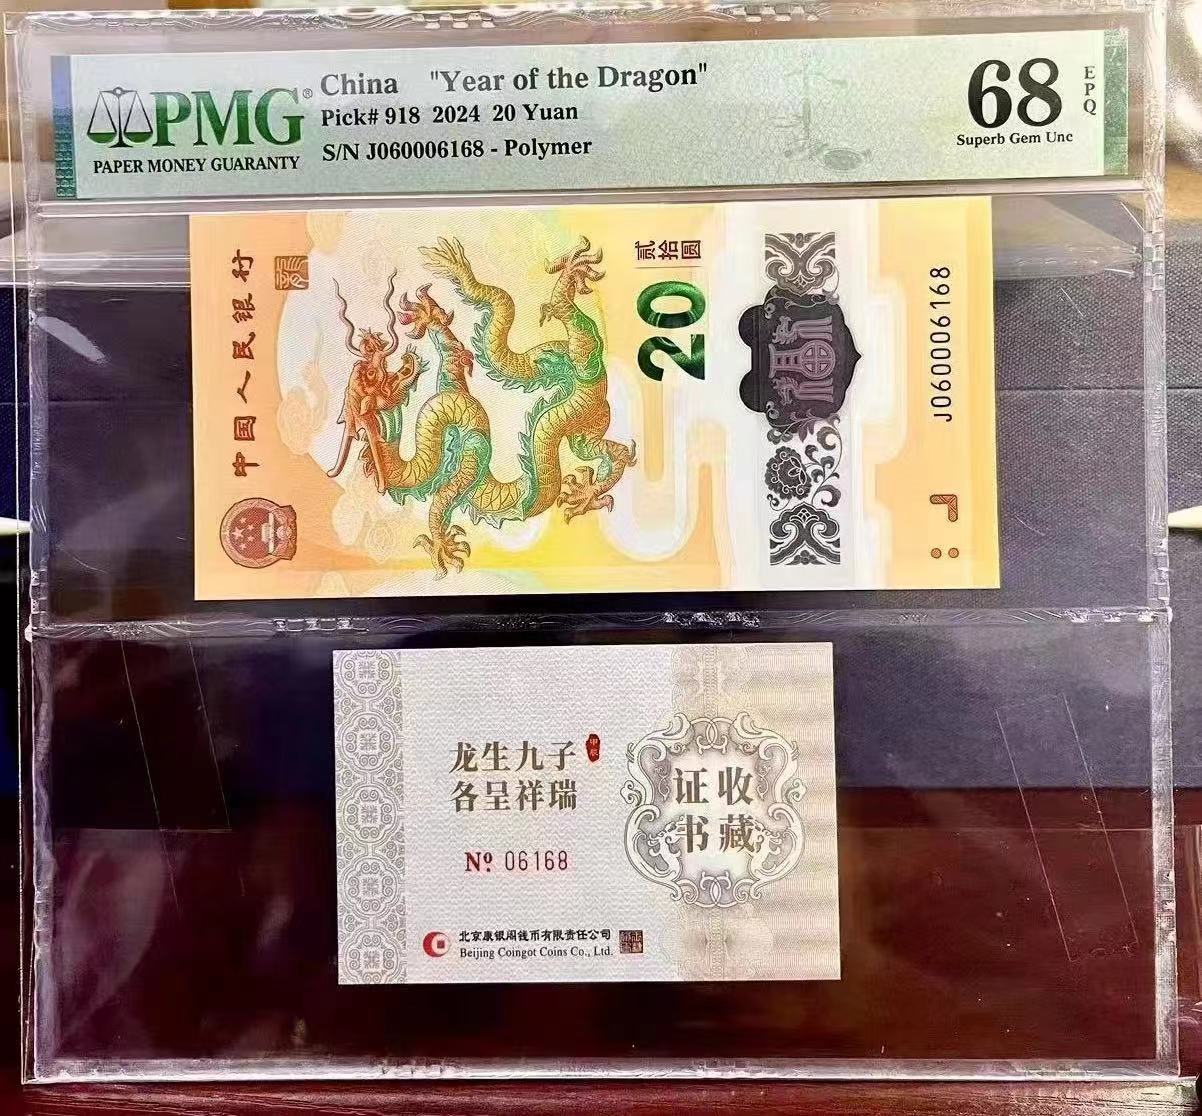 PMG®
PAPER MONEY GUARANTY
China "Year of the Dragon"
Pick# 918 2024 20 Yuan
S/N J060006168 - Polymer
68
EPQ
Superb Gem Unc
中国人民银行
贰拾圆
20
J060006168
龙生九子
甲辰
各呈祥瑞
№ 06168
证收
书藏
北京康银阁钱币有限责任公司
Beijing Coingot Coins Co., Ltd.